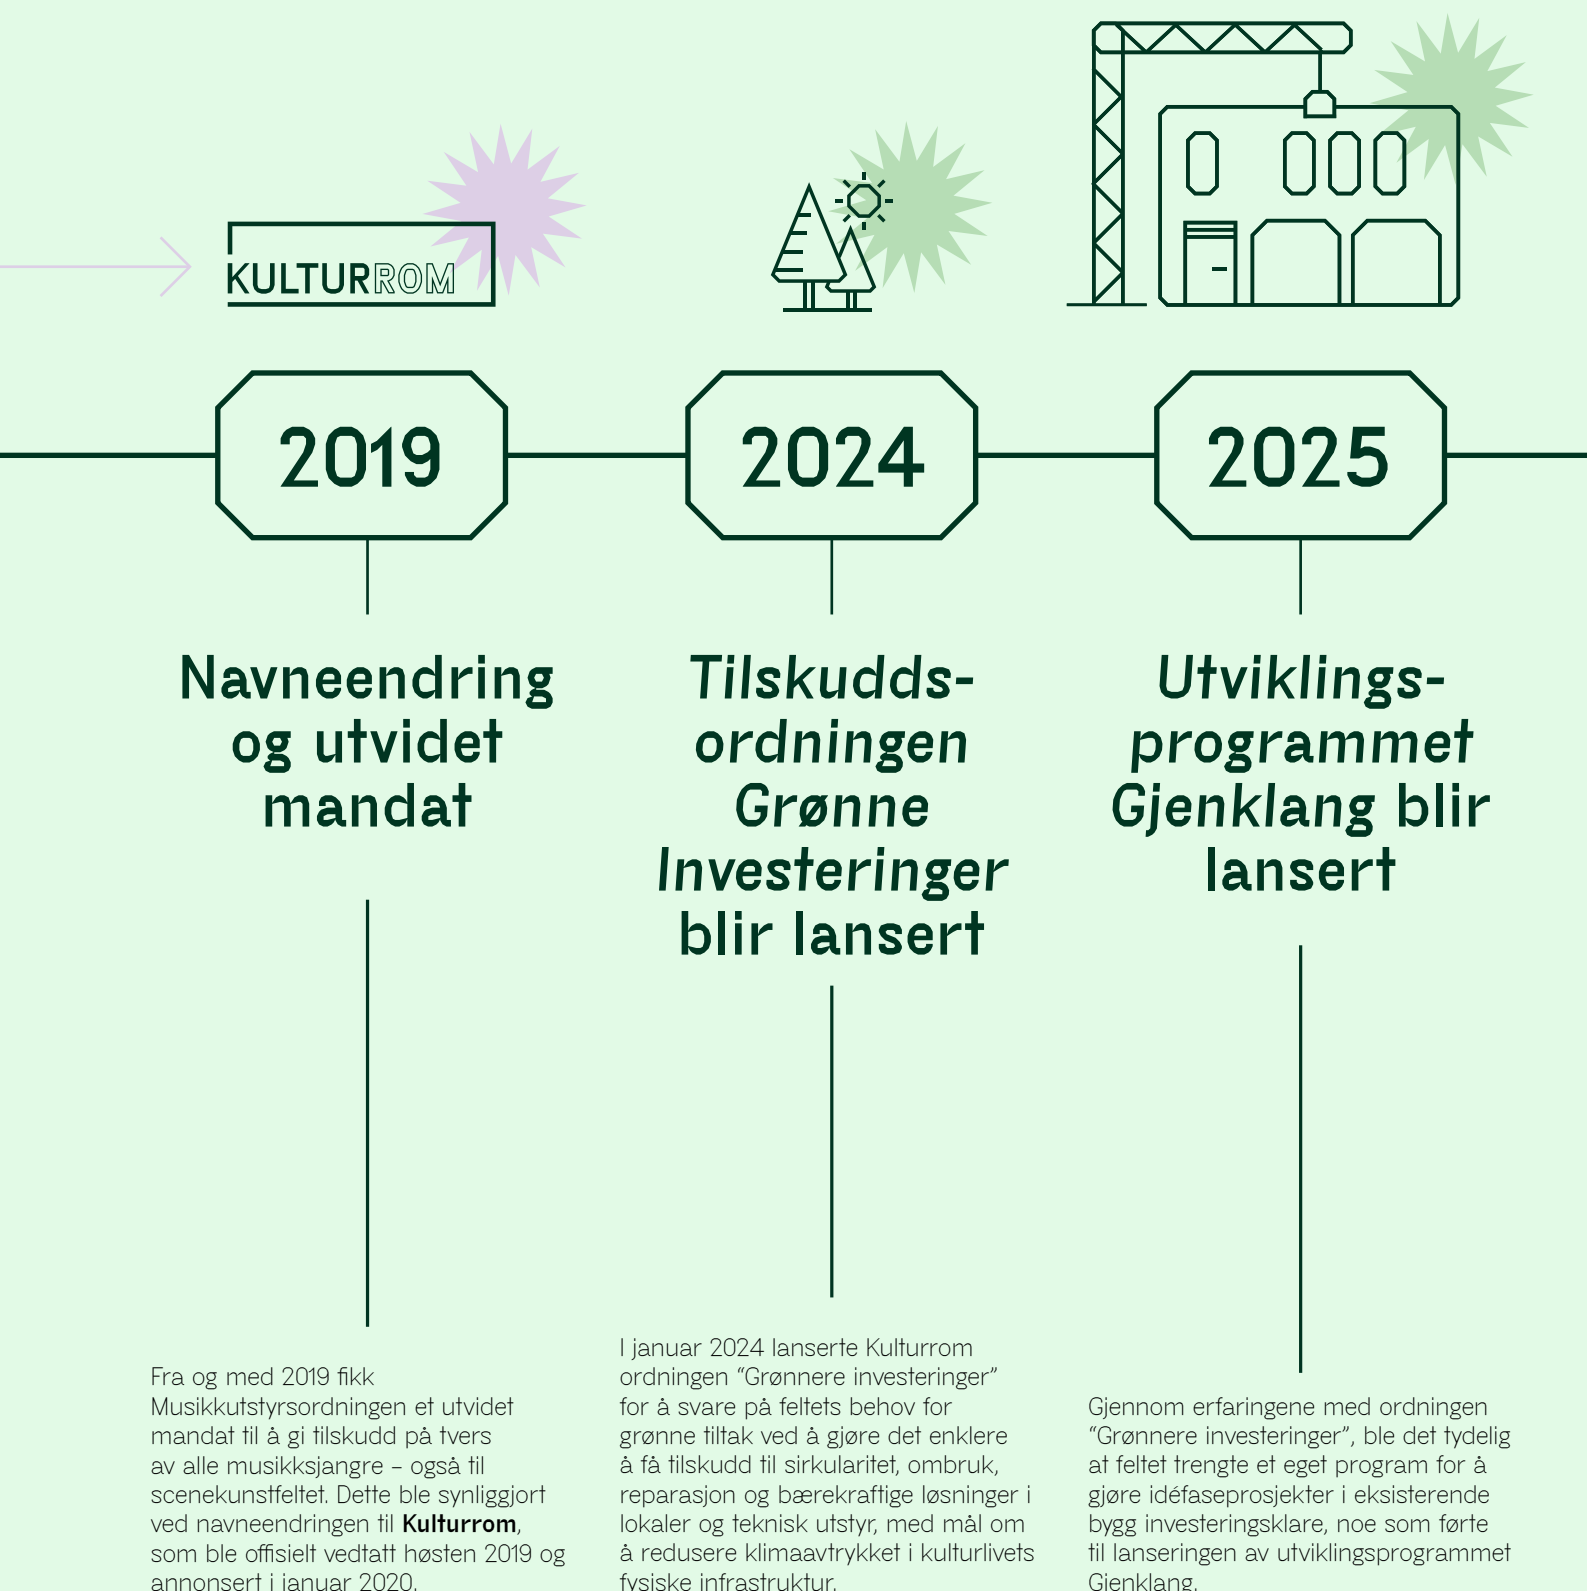 KULTURROM
2019
2024
2025
Navneendring
og utvidet
mandat
Tilskudds-
ordningen
Grønne
Investeringer
blir lansert
Utviklings-
programmet
Gjenklang blir
lansert
Fra og med 2019 fikk
Musikkutstyrsordningen et utvidet
mandat til å gi tilskudd på tvers
av alle musikksjangre – også til
scenekunstfeltet. Dette ble synliggjort
ved navneendringen til Kulturrom,
som ble offisielt vedtatt høsten 2019 og
annonsert i januar 2020.
I januar 2024 lanserte Kulturrom
ordningen “Grønnere investeringer”
for å svare på feltets behov for
grønne tiltak ved å gjøre det enklere
å få tilskudd til sirkularitet, ombruk,
reparasjon og bærekraftige løsninger i
lokaler og teknisk utstyr, med mål om
å redusere klimaavtrykket i kulturlivets
fysiske infrastruktur.
Gjennom erfaringene med ordningen
“Grønnere investeringer”, ble det tydelig
at feltet trengte et eget program for å
gjøre idéfaseprosjekter i eksisterende
bygg investeringsklare, noe som førte
til lanseringen av utviklingsprogrammet
Gjenklang.